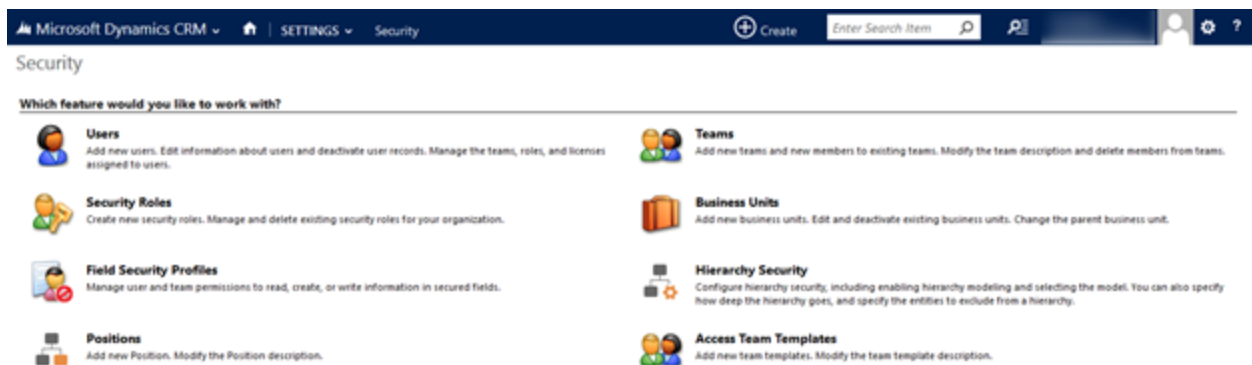 Microsoft Dynamics CRM
SETTINGS
Security
Create
Enter Search Item
?
Security
Which feature would you like to work with?
Users
Add new users. Edit information about users and deactivate user records. Manage the teams, roles, and licenses
assigned to users.
Teams
Add new teams and new members to existing teams. Modify the team description and delete members from teams.
Security Roles
Create new security roles. Manage and delete existing security roles for your organization.
Business Units
Add new business units. Edit and deactivate existing business units. Change the parent business unit.
Field Security Profiles
Manage user and team permissions to read, create, or write information in secured fields.
Hierarchy Security
Configure hierarchy security, including enabling hierarchy modeling and selecting the model. You can also specify
how deep the hierarchy goes, and specify the entities to exclude from a hierarchy.
Positions
Add new Position. Modify the Position description.
Access Team Templates
Add new team templates. Modify the team template description.